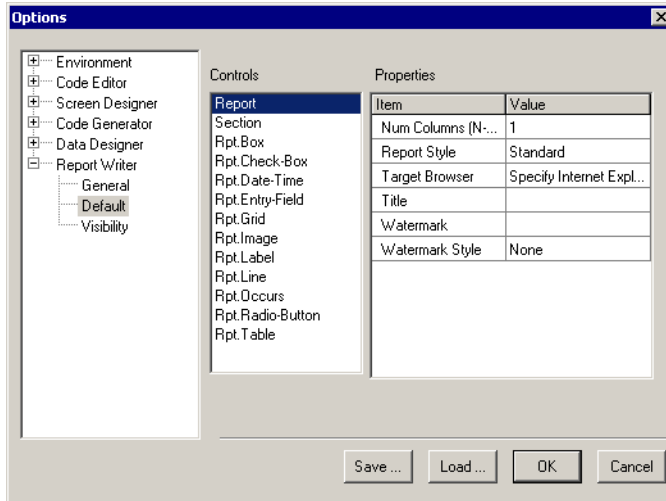 Options
Environment
Code Editor
Screen Designer
Code Generator
Data Designer
Report Writer
General
Default
Visibility
Controls
Report
Section
Rpt.Box
Rpt.Check-Box
Rpt.Date-Time
Rpt.Entry-Field
Rpt.Grid
Rpt.Image
Rpt.Label
Rpt.Line
Rpt.Occurs
Rpt.Radio-Button
Rpt.Table
Properties
Item Value
Num Columns (N-... 1
Report Style Standard
Target Browser Specify Internet Expl...
Title
Watermark
Watermark Style None
Save ... Load ... OK Cancel